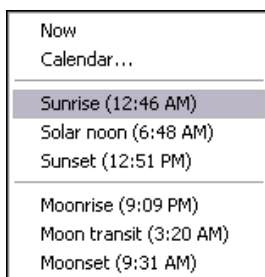 Now
Calendar...
Sunrise (12:46 AM)
Solar noon (6:48 AM)
Sunset (12:51 PM)
Moonrise (9:09 PM)
Moon transit (3:20 AM)
Moonset (9:31 AM)